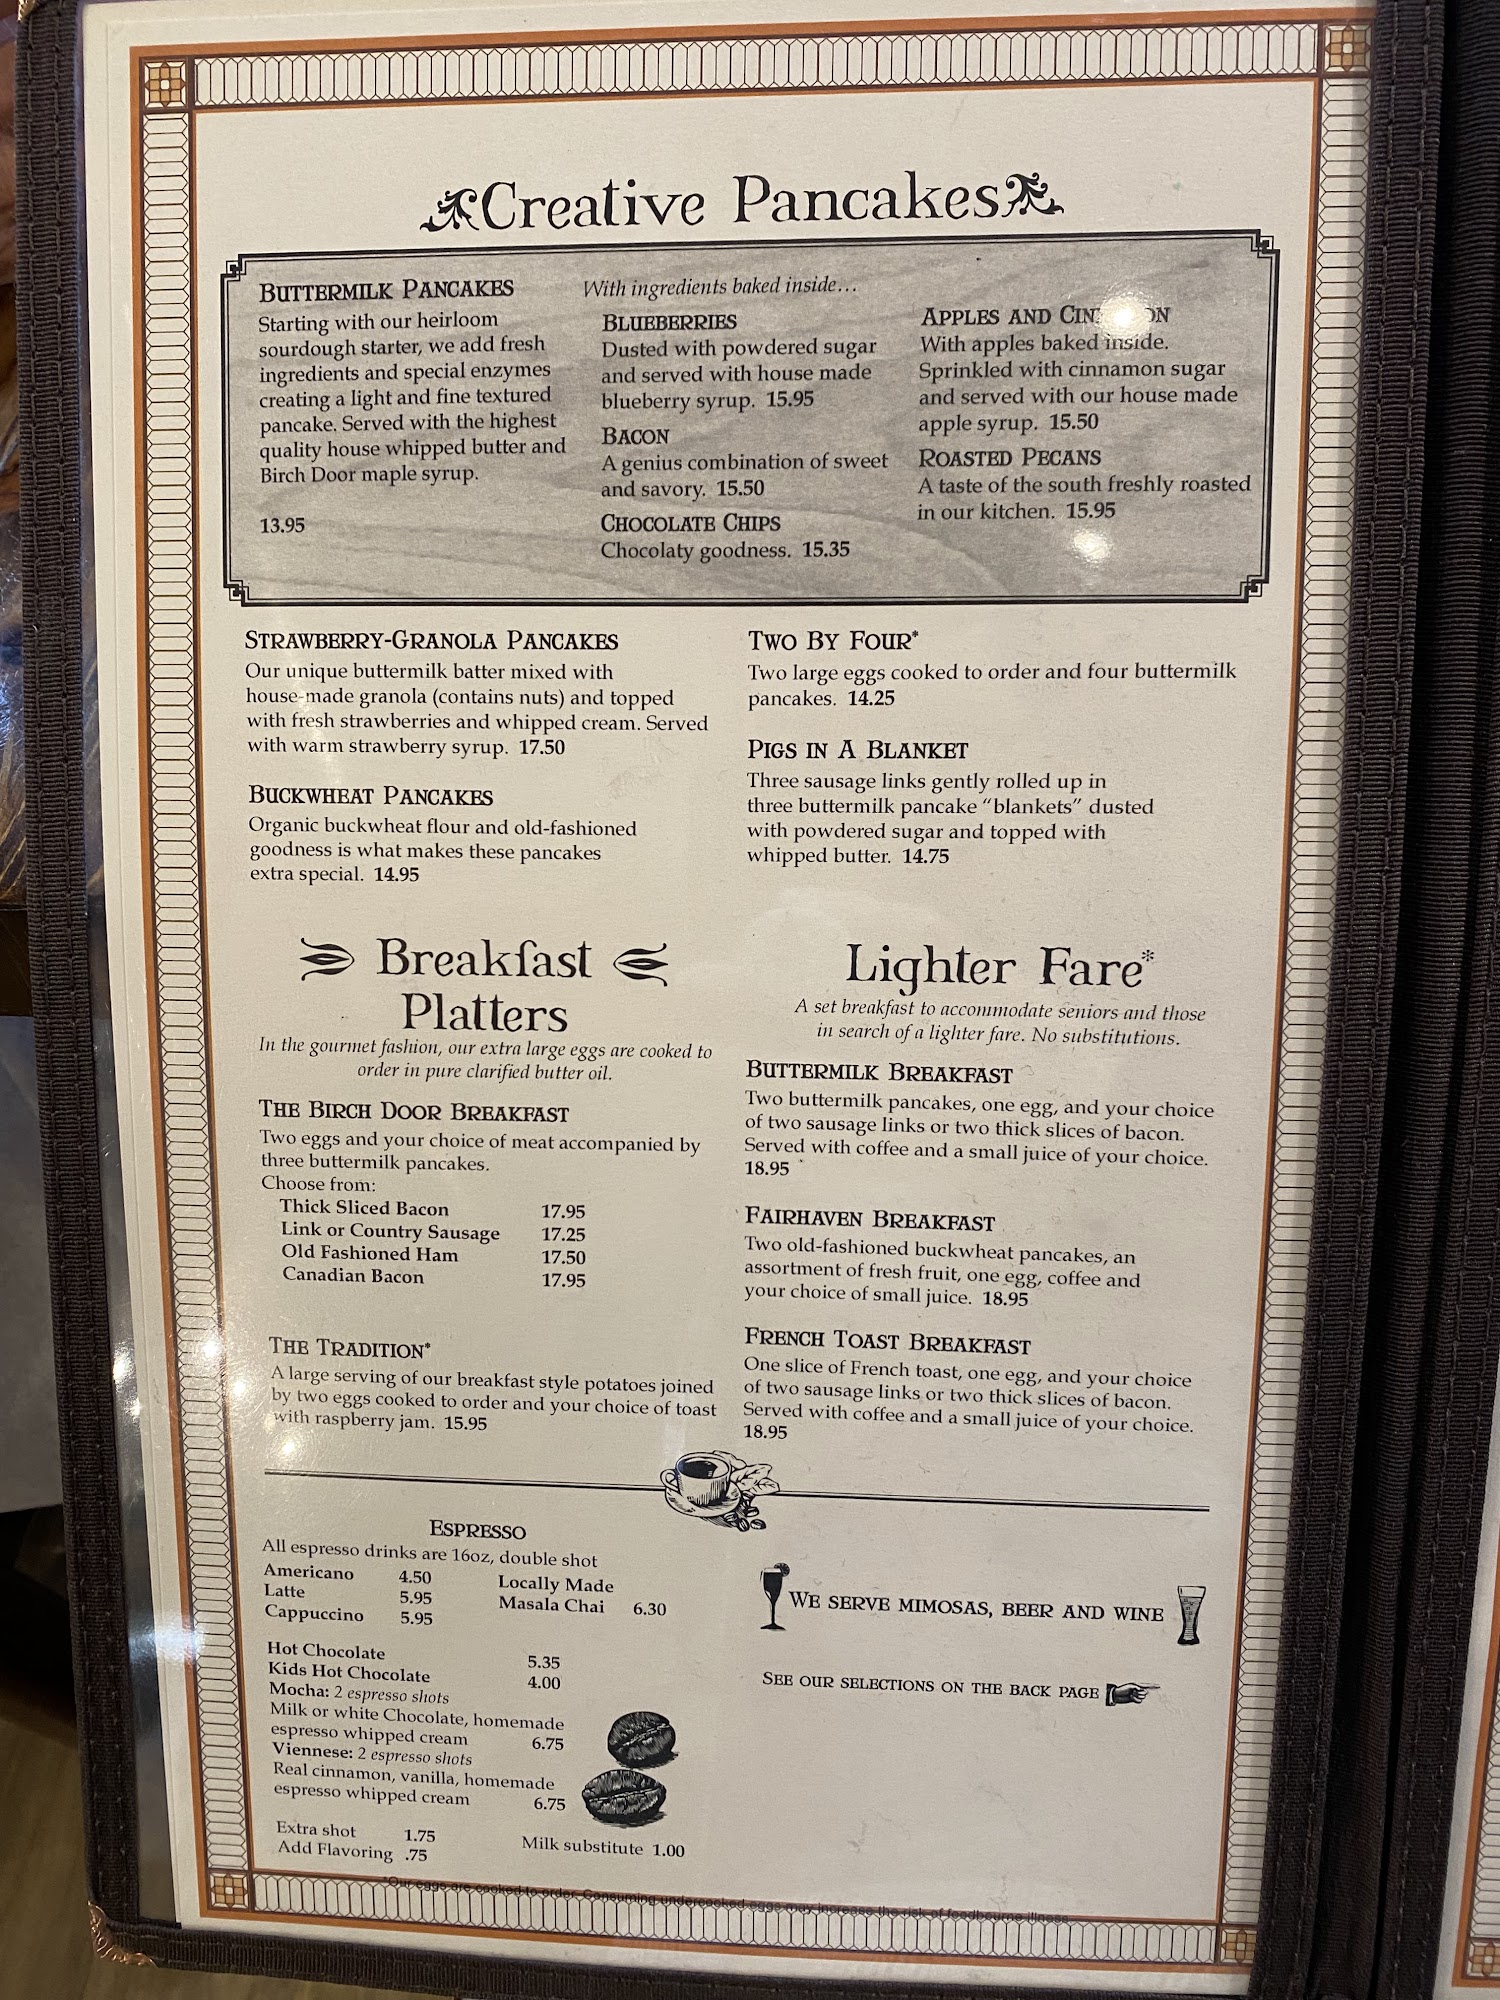 Creative Pancakes
BUTTERMILK PANCAKES
Starting with our heirloom
sourdough starter, we add fresh
ingredients and special enzymes
creating a light and fine textured
pancake. Served with the highest
quality house whipped butter and
Birch Door maple syrup.
13.95
With ingredients baked inside...
BLUEBERRIES
Dusted with powdered sugar
and served with house made
blueberry syrup. 15.95
BACON
A genius combination of sweet
and savory. 15.50
CHOCOLATE CHIPS
Chocolaty goodness. 15.35
APPLES AND
With apples baked inside.
Sprinkled with cinnamon sugar
and served with our house made
apple syrup. 15.50
ROASTED PECANS
A taste of the south freshly roasted
in our kitchen. 15.95
STRAWBERRY-GRANOLA PANCAKES
Our unique buttermilk batter mixed with
house-made granola (contains nuts) and topped
with fresh strawberries and whipped cream. Served
with warm strawberry syrup. 17.50
BUCKWHEAT PANCAKES
Organic buckwheat flour and old-fashioned
goodness is what makes these pancakes
extra special. 14.95
TWO BY FOUR*
Two large eggs cooked to order and four buttermilk
pancakes. 14.25
PIGS IN A BLANKET
Three sausage links gently rolled up in
three buttermilk pancake "blankets" dusted
with powdered sugar and topped with
whipped butter. 14.75
Breakfast
Platters
In the gourmet fashion, our extra large eggs are cooked to
order in pure clarified butter oil.
THE BIRCH DOOR BREAKFAST
Two eggs and your choice of meat accompanied by
three buttermilk pancakes.
Choose from:
Thick Sliced Bacon 17.95
Link or Country Sausage 17.25
Old Fashioned Ham 17.50
Canadian Bacon 17.95
THE TRADITION*
A large serving of our breakfast style potatoes joined
by two eggs cooked to order and your choice of toast
with raspberry jam. 15.95
Lighter Fare*
A set breakfast to accommodate seniors and those
in search of a lighter fare. No substitutions.
BUTTERMILK BREAKFAST
Two buttermilk pancakes, one egg, and your choice
of two sausage links or two thick slices of bacon.
Served with coffee and a small juice of your choice.
18.95
FAIRHAVEN BREAKFAST
Two old-fashioned buckwheat pancakes, an
assortment of fresh fruit, one egg, coffee and
your choice of small juice. 18.95
FRENCH TOAST BREAKFAST
One slice of French toast, one egg, and your choice
of two sausage links or two thick slices of bacon.
Served with coffee and a small juice of your choice.
18.95
ESPRESSO
All espresso drinks are 16oz, double shot
Americano 4.50
Latte 5.95
Cappuccino 5.95
Locally Made
Masala Chai 6.30
Hot Chocolate 5.35
Kids Hot Chocolate 4.00
Mocha: 2 espresso shots
Milk or white Chocolate, homemade
espresso whipped cream 6.75
Viennese: 2 espresso shots
Real cinnamon, vanilla, homemade
espresso whipped cream 6.75
Extra shot 1.75
Add Flavoring .75
Milk substitute 1.00
WE SERVE MIMOSAS, BEER AND WINE
SEE OUR SELECTIONS ON THE BACK PAGE
*Our eggs are cooked to order. Consuming undercooked eggs may increase the risk of foodbourne illness